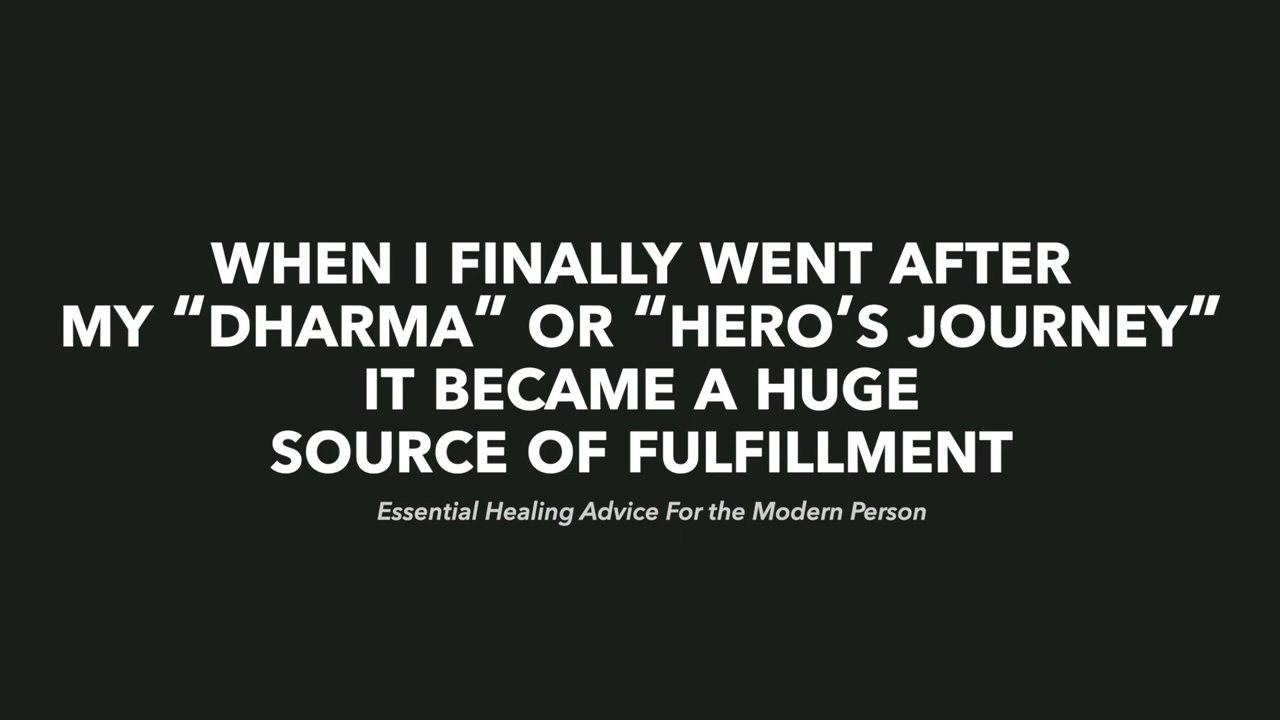 WHEN I FINALLY WENT AFTER
MY “DHARMA” OR “HERO’S JOURNEY”
IT BECAME A HUGE
SOURCE OF FULFILLMENT
Essential Healing Advice For the Modern Person